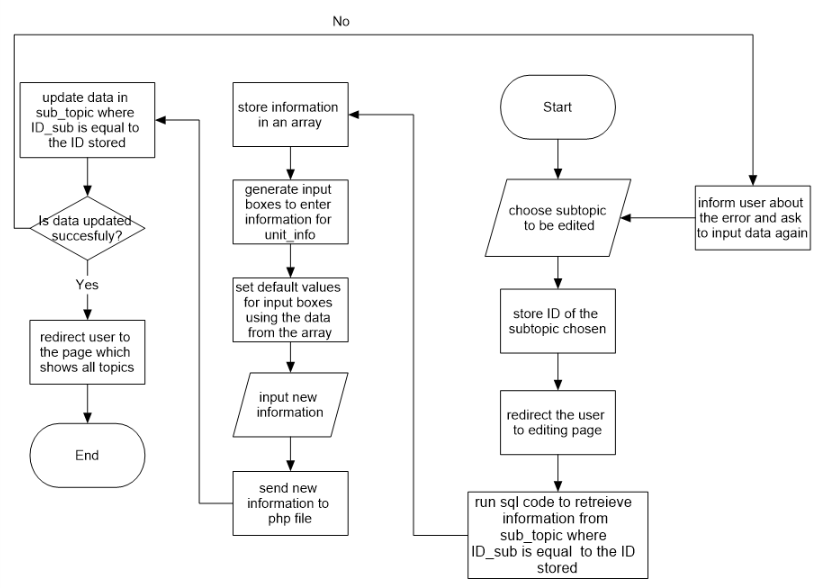 No
Start
choose subtopic
to be edited
store ID of the
subtopic chosen
redirect the user
to editing page
run sql code to retreieve
information from
sub_topic where
ID_sub is equal to the ID
stored
store information
in an array
generate input
boxes to enter
information for
unit_info
set default values
for input boxes
using the data
from the array
input new
information
send new
information to
php file
update data in
sub_topic where
ID_sub is equal to
the ID stored
Is data updated
succesfuly?
Yes
redirect user to
the page which
shows all topics
End
inform user about
the error and ask
to input data again